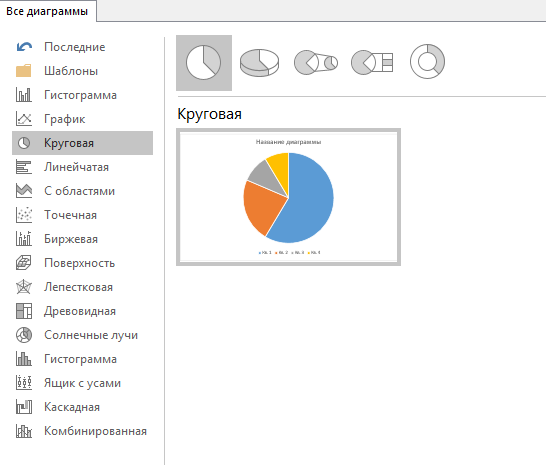 Все диаграммы
Последние
Шаблоны
Гистограмма
График
Круговая
Линейчатая
С областями
Точечная
Биржевая
Поверхность
Лепестковая
Древовидная
Солнечные лучи
Гистограмма
Ящик с усами
Каскадная
Комбинированная
Круговая
Название диаграммы
Кв. 1 Кв. 2 Кв. 3 Кв. 4